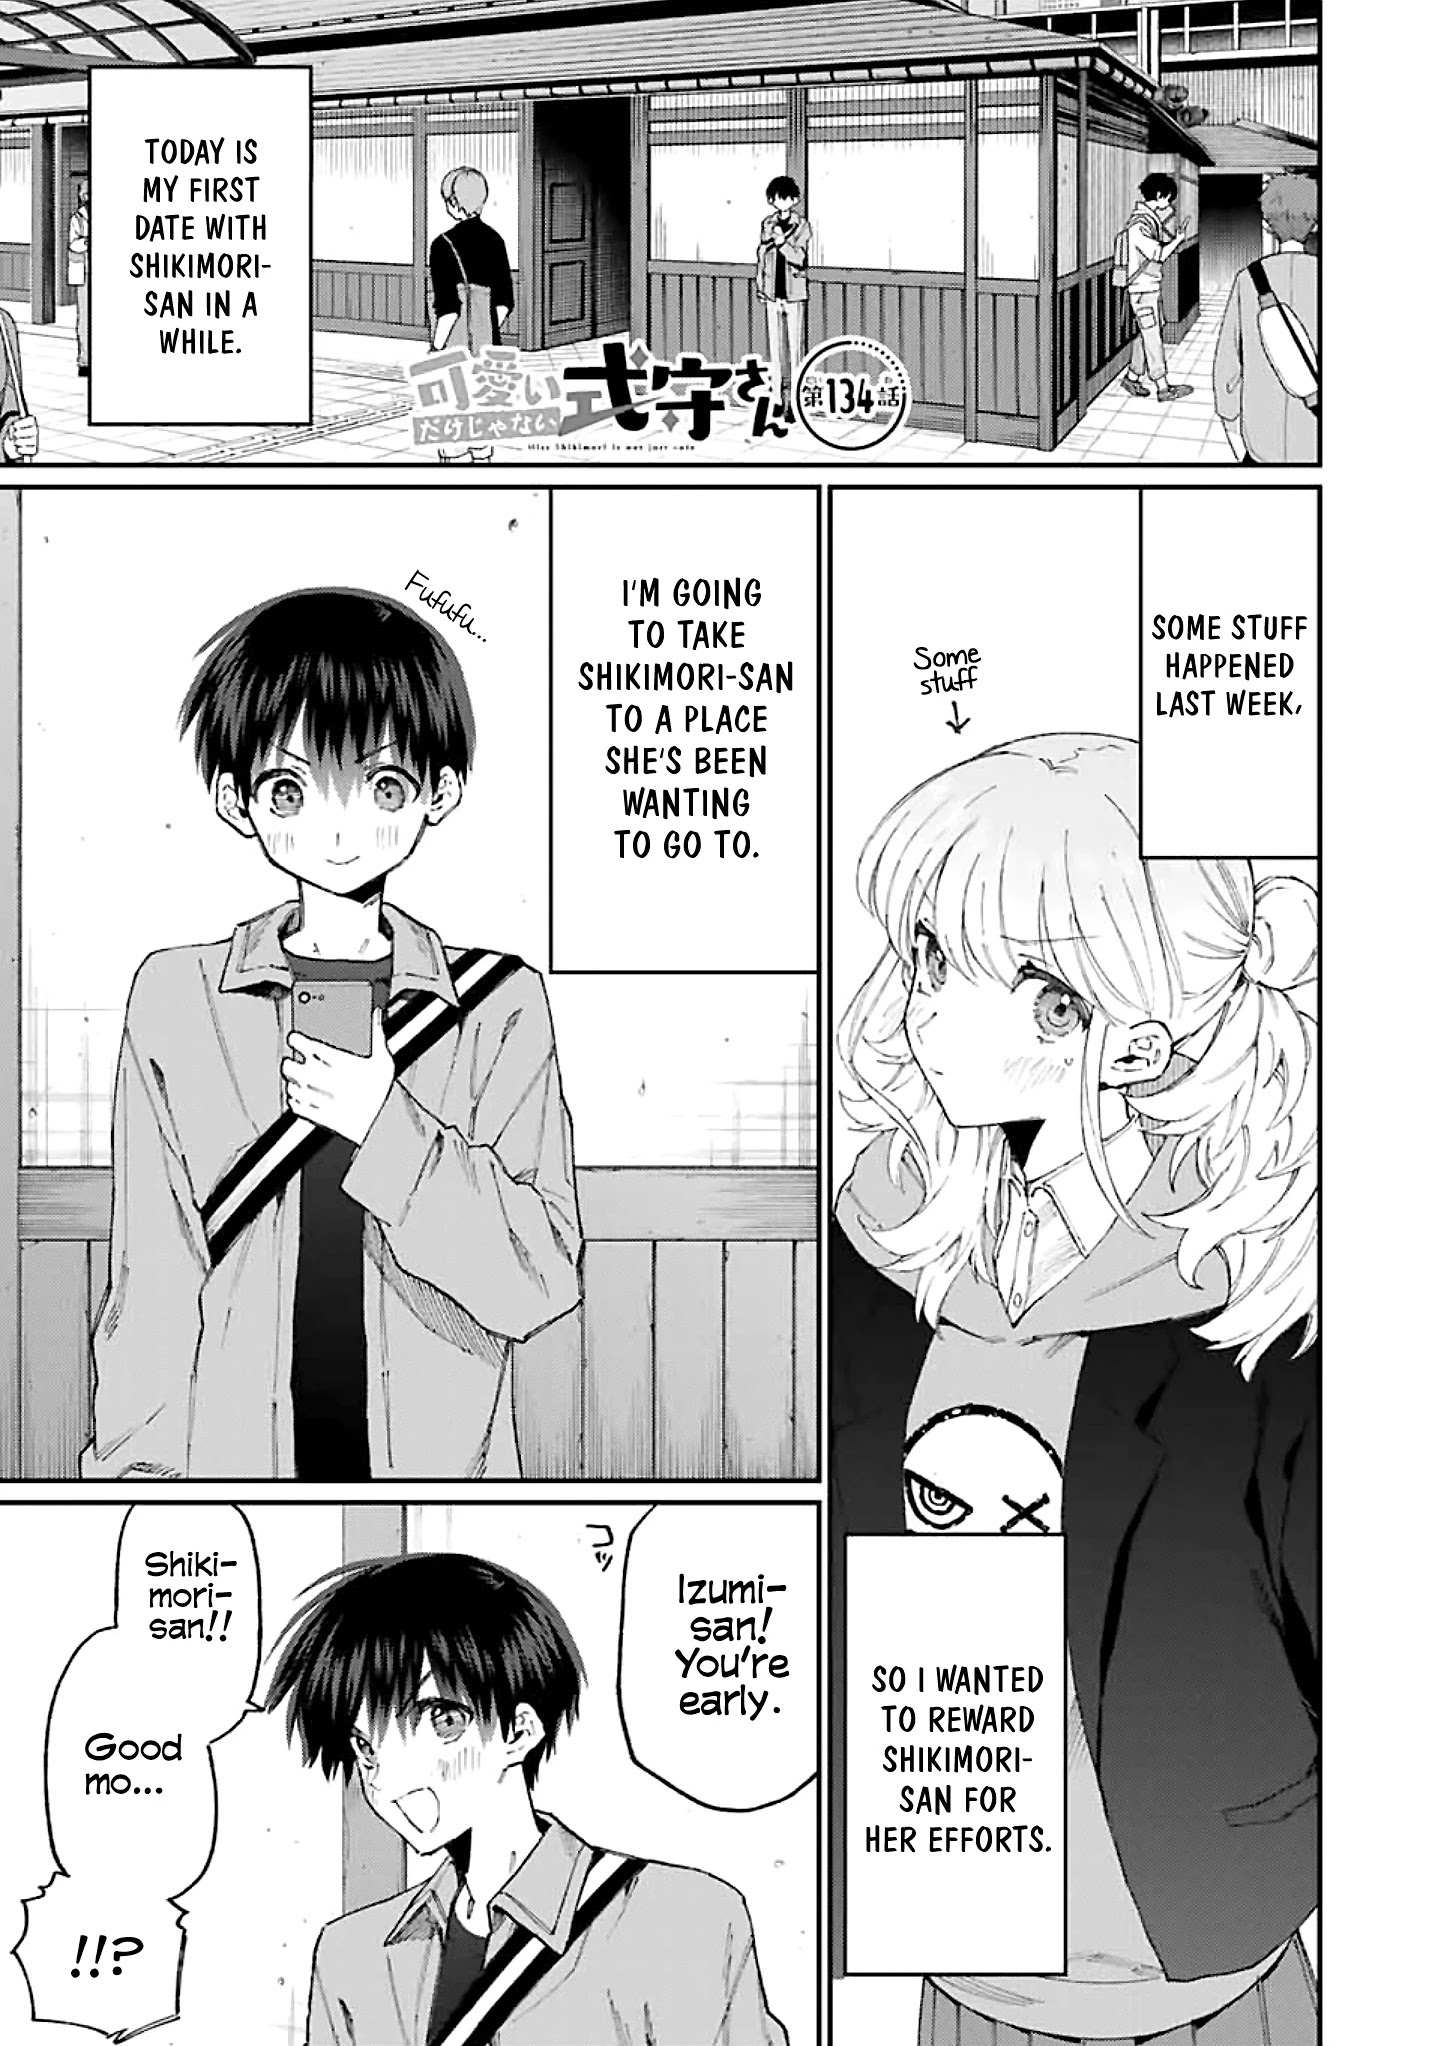 TODAY IS
MY FIRST
DATE WITH
SHIKIMORI-
SAN IN A
WHILE.
可愛い
だけじゃない
式守さん
Miss Shikimori is not just cute
第134話
SOME STUFF
HAPPENED
LAST WEEK,
Some
stuff
SO I WANTED
TO REWARD
SHIKIMORI-
SAN FOR
HER EFFORTS.
I'M GOING
TO TAKE
SHIKIMORI-SAN
TO A PLACE
SHE'S BEEN
WANTING
TO GO TO.
Fufufu...
Izumi-
san!
You're
early.
コッ
Shiki-
mori-
san!!
Good
mo...
!!?